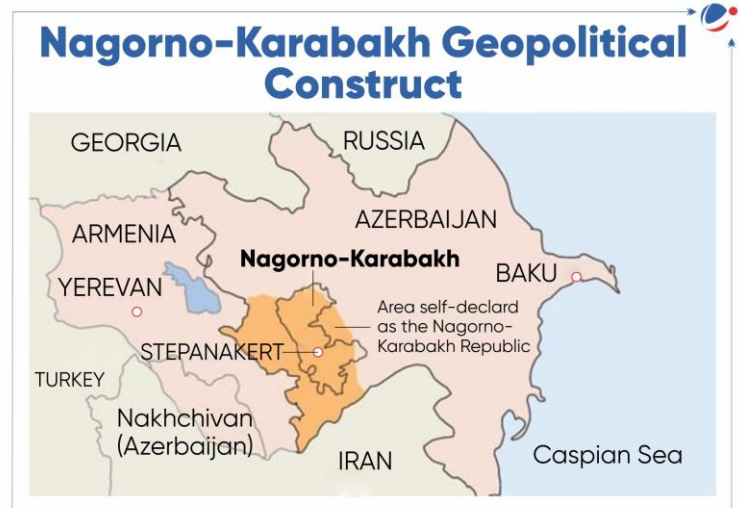 Nagorno-Karabakh Geopolitical
Construct
GEORGIA
RUSSIA
ARMENIA
AZERBAIJAN
Nagorno-Karabakh
YEREVAN
BAKU
Area self-declard
as the Nagorno-
Karabakh Republic
STEPANAKERT
TURKEY
Nakhchivan
(Azerbaijan)
IRAN
Caspian Sea